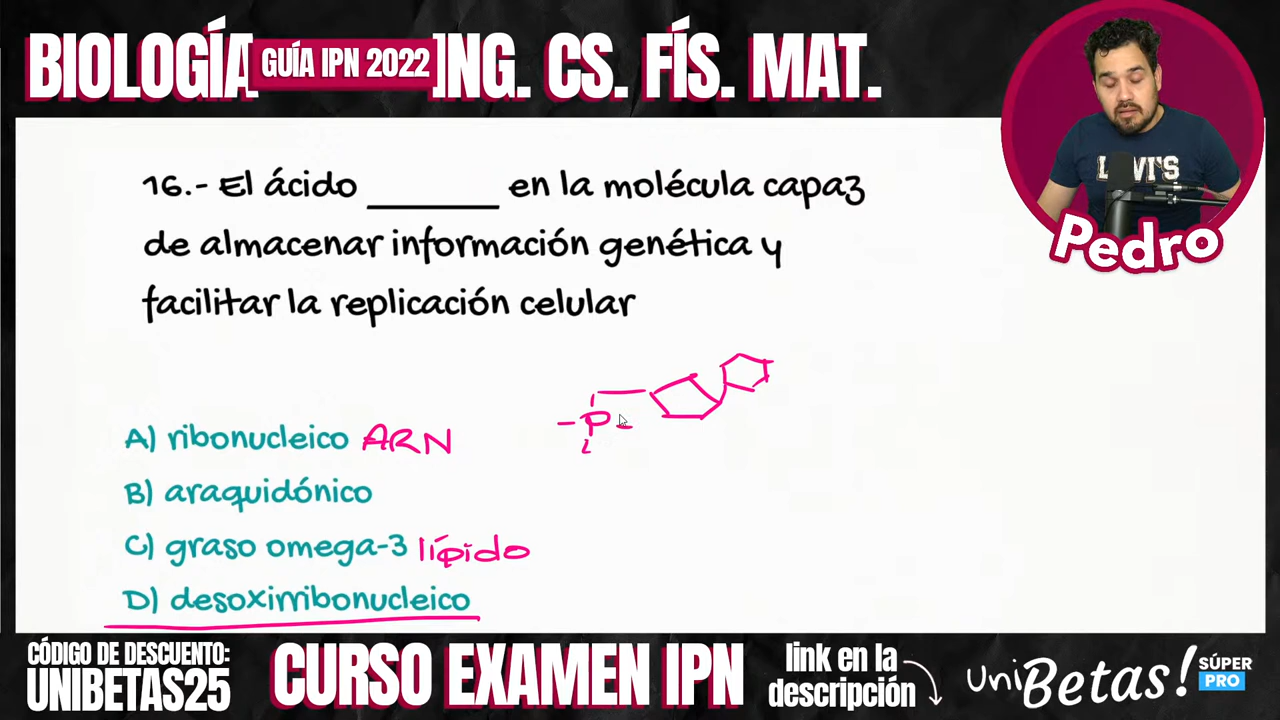 BIOLOGÍA[GUÍA IPN 2022]ING. CS. FÍS. MAT.
16.- El ácido ________ en la molécula capaz
de almacenar información genética y
facilitar la replicación celular
LEVI'S
Pedro
P
A) ribonucleico ARN
B) araquidónico
C) graso omega-3 lípido
D) desoxirribonucleico
CÓDIGO DE DESCUENTO:
UNIBETAS25
CURSO EXAMEN IPN
link en la
descripción
UniBetas!
SÚPER
PRO